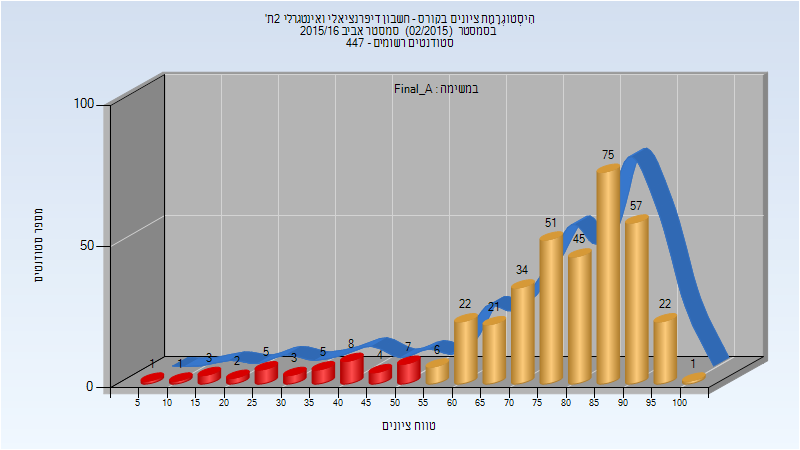 היסטוגרמת ציונים בקורס - חשבון דיפרנציאלי ואינטגרלי 2ת'
בסמסטר (02/2015) סמסטר אביב 2015/16
סטודנטים רשומים - 447
במשימה : Final_A
מספר סטודנטים
100
50
0
1 1 3 2 5 3 5 8 4 7 6 22 21 34 51 45 75 57 22 1
5 10 15 20 25 30 35 40 45 50 55 60 65 70 75 80 85 90 95 100
טווח ציונים